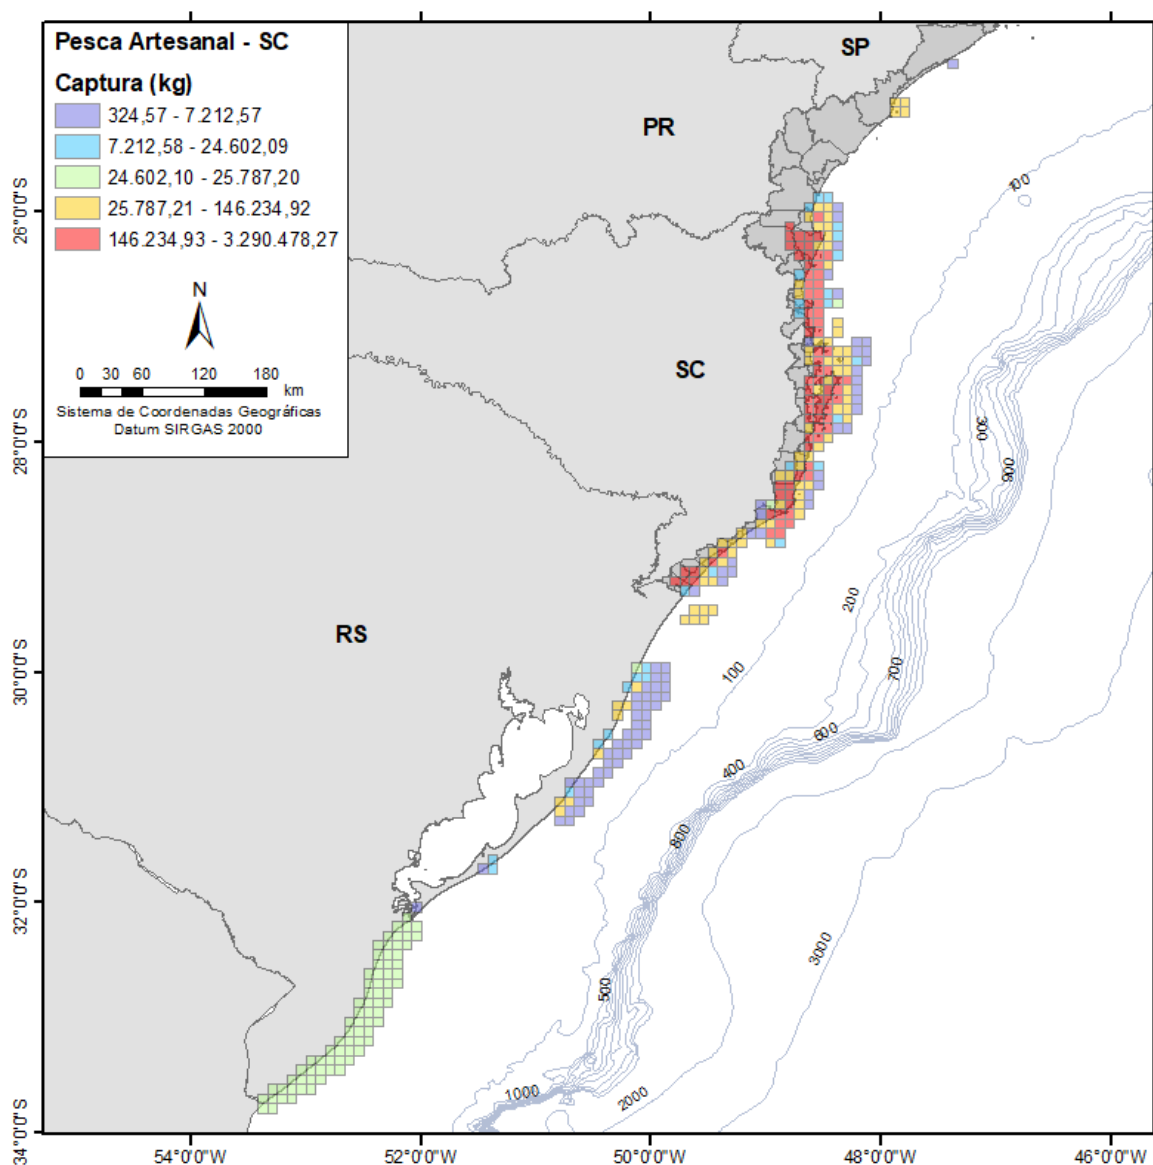 Pesca Artesanal - SC
Captura (kg)
324,57 - 7.212,57
7.212,58 - 24.602,09
24.602,10 - 25.787,20
25.787,21 - 146.234,92
146.234,93 - 3.290.478,27
N
0 30 60 120 180
km
Sistema de Coordenadas Geográficas
Datum SIRGAS 2000
SP
PR
SC
RS
100
300
900
200
700
100
600
400
800
3000
500
1000
2000
26°0'0"S
28°0'0"S
30°0'0"S
32°0'0"S
34°0'0"S
54°0'0"W
52°0'0"W
50°0'0"W
48°0'0"W
46°0'0"W